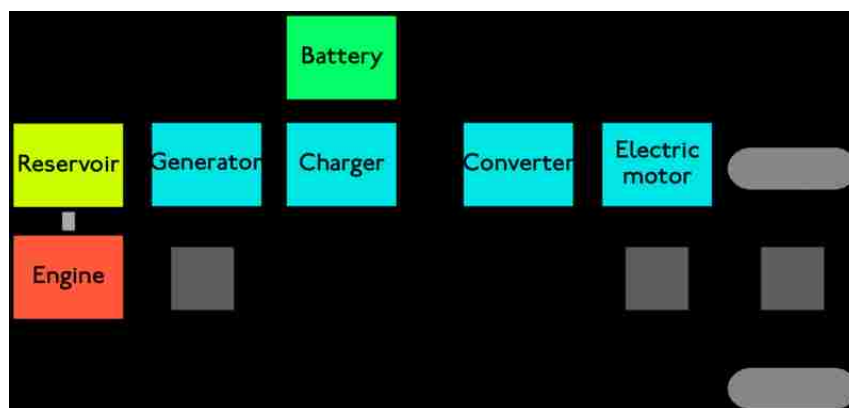 Battery
Reservoir
Generator
Charger
Converter
Electric
motor
Engine